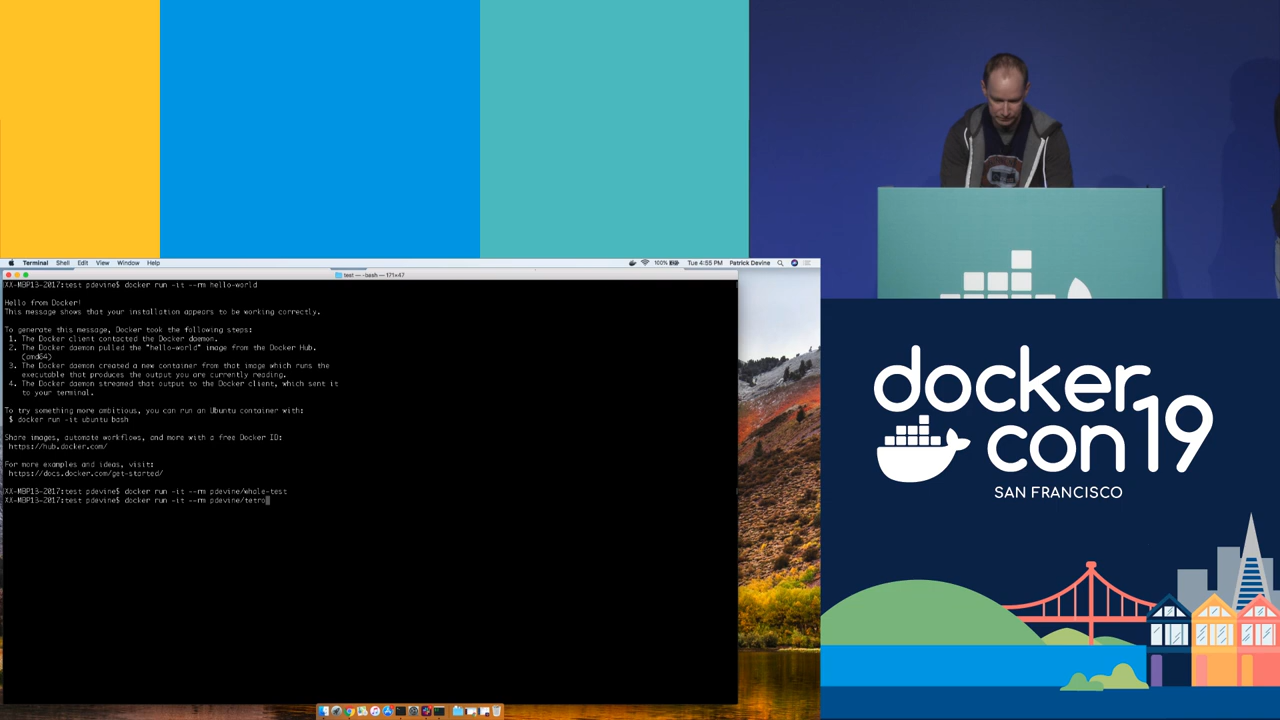 Terminal Shell Edit View Window Help
100% Tue 4:55 PM Patrick Devine
test — -bash — 171×47
XX-MBP13-2017:test pdevine$ docker run -it --rm hello-world
Hello from Docker!
This message shows that your installation appears to be working correctly.
To generate this message, Docker took the following steps:
1. The Docker client contacted the Docker daemon.
2. The Docker daemon pulled the "hello-world" image from the Docker Hub.
(amd64)
3. The Docker daemon created a new container from that image which runs the
executable that produces the output you are currently reading.
4. The Docker daemon streamed that output to the Docker client, which sent it
to your terminal.
To try something more ambitious, you can run an Ubuntu container with:
$ docker run -it ubuntu bash
Share images, automate workflows, and more with a free Docker ID:
https://hub.docker.com/
For more examples and ideas, visit:
https://docs.docker.com/get-started/
XX-MBP13-2017:test pdevine$ docker run -it --rm pdevine/whole-test
XX-MBP13-2017:test pdevine$ docker run -it --rm pdevine/tetro
docker
con 19
SAN FRANCISCO